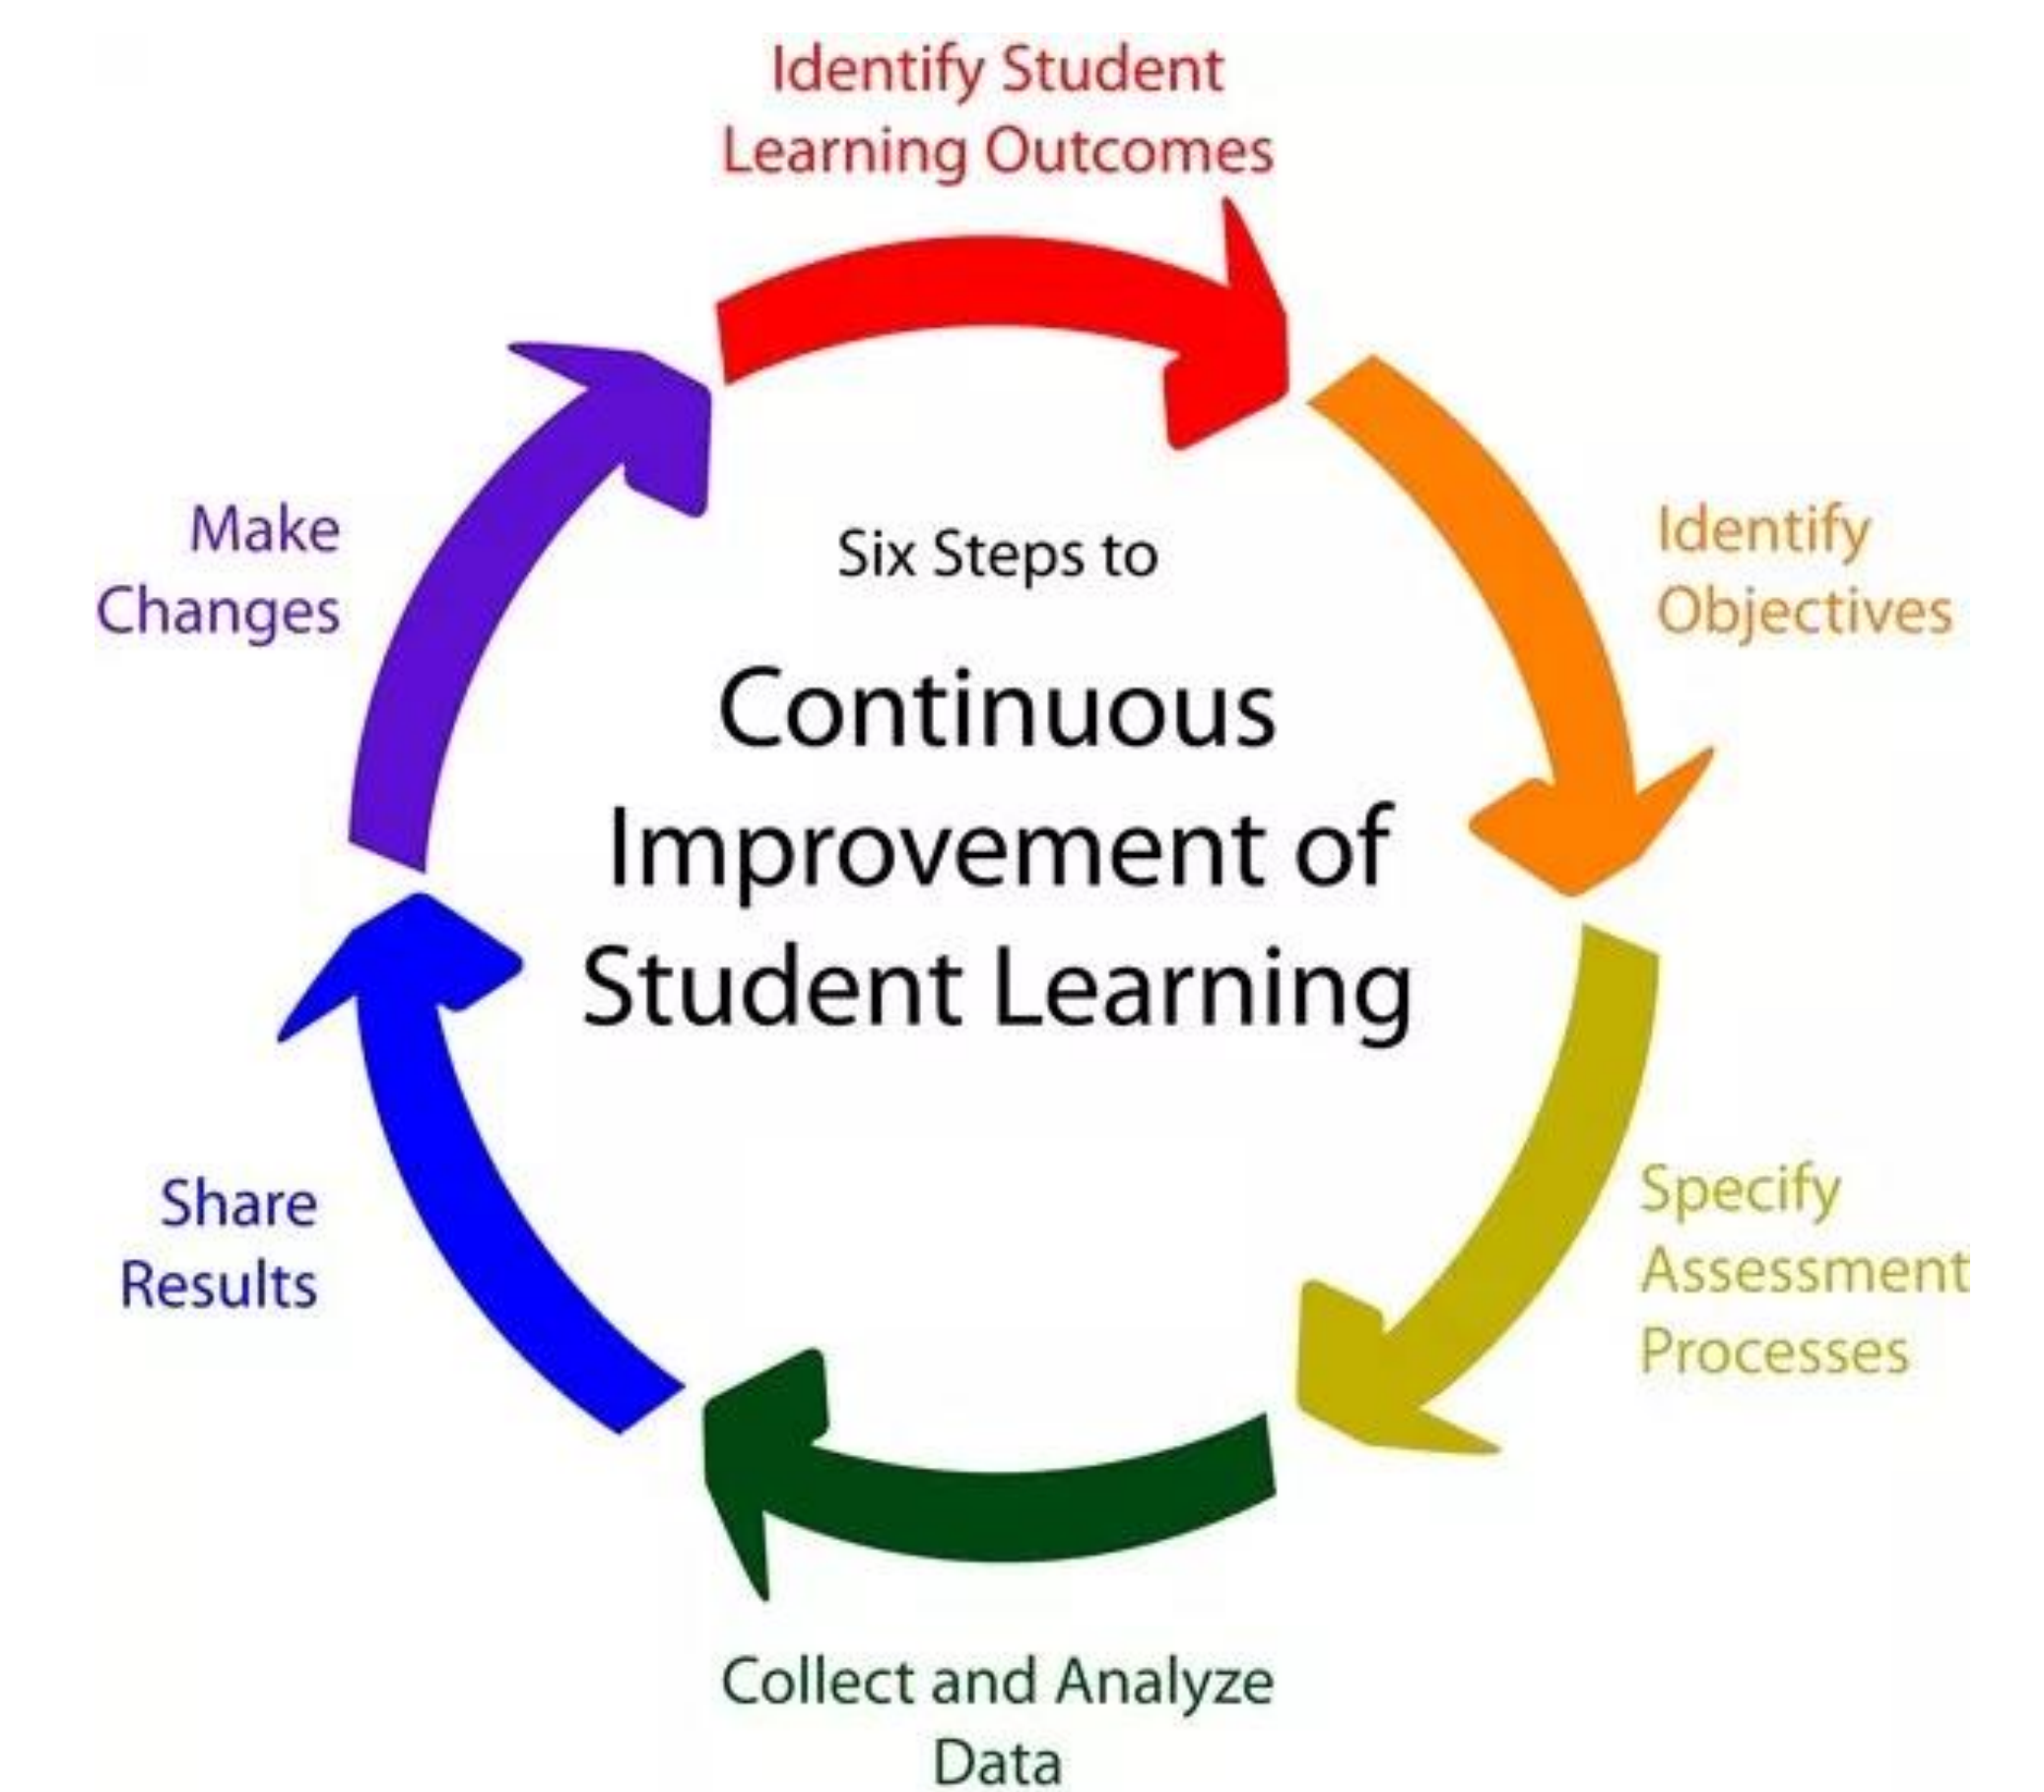 Identify Student
Learning Outcomes
Identify
Objectives
Specify
Assessment
Processes
Collect and Analyze
Data
Share
Results
Make
Changes
Six Steps to
Continuous
Improvement of
Student Learning